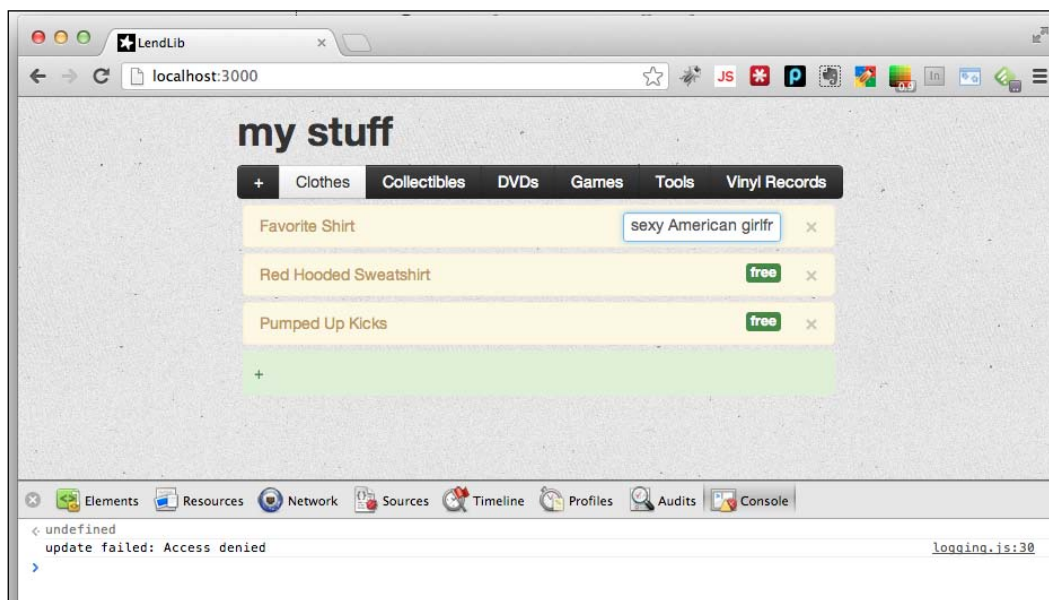 LendLib
localhost:3000
JS
my stuff
+ Clothes Collectibles DVDs Games Tools Vinyl Records
Favorite Shirt sexy American girlfr ×
Red Hooded Sweatshirt free ×
Pumped Up Kicks free ×
+
Elements Resources Network Sources Timeline Profiles Audits Console
undefined
update failed: Access denied logging.js:30